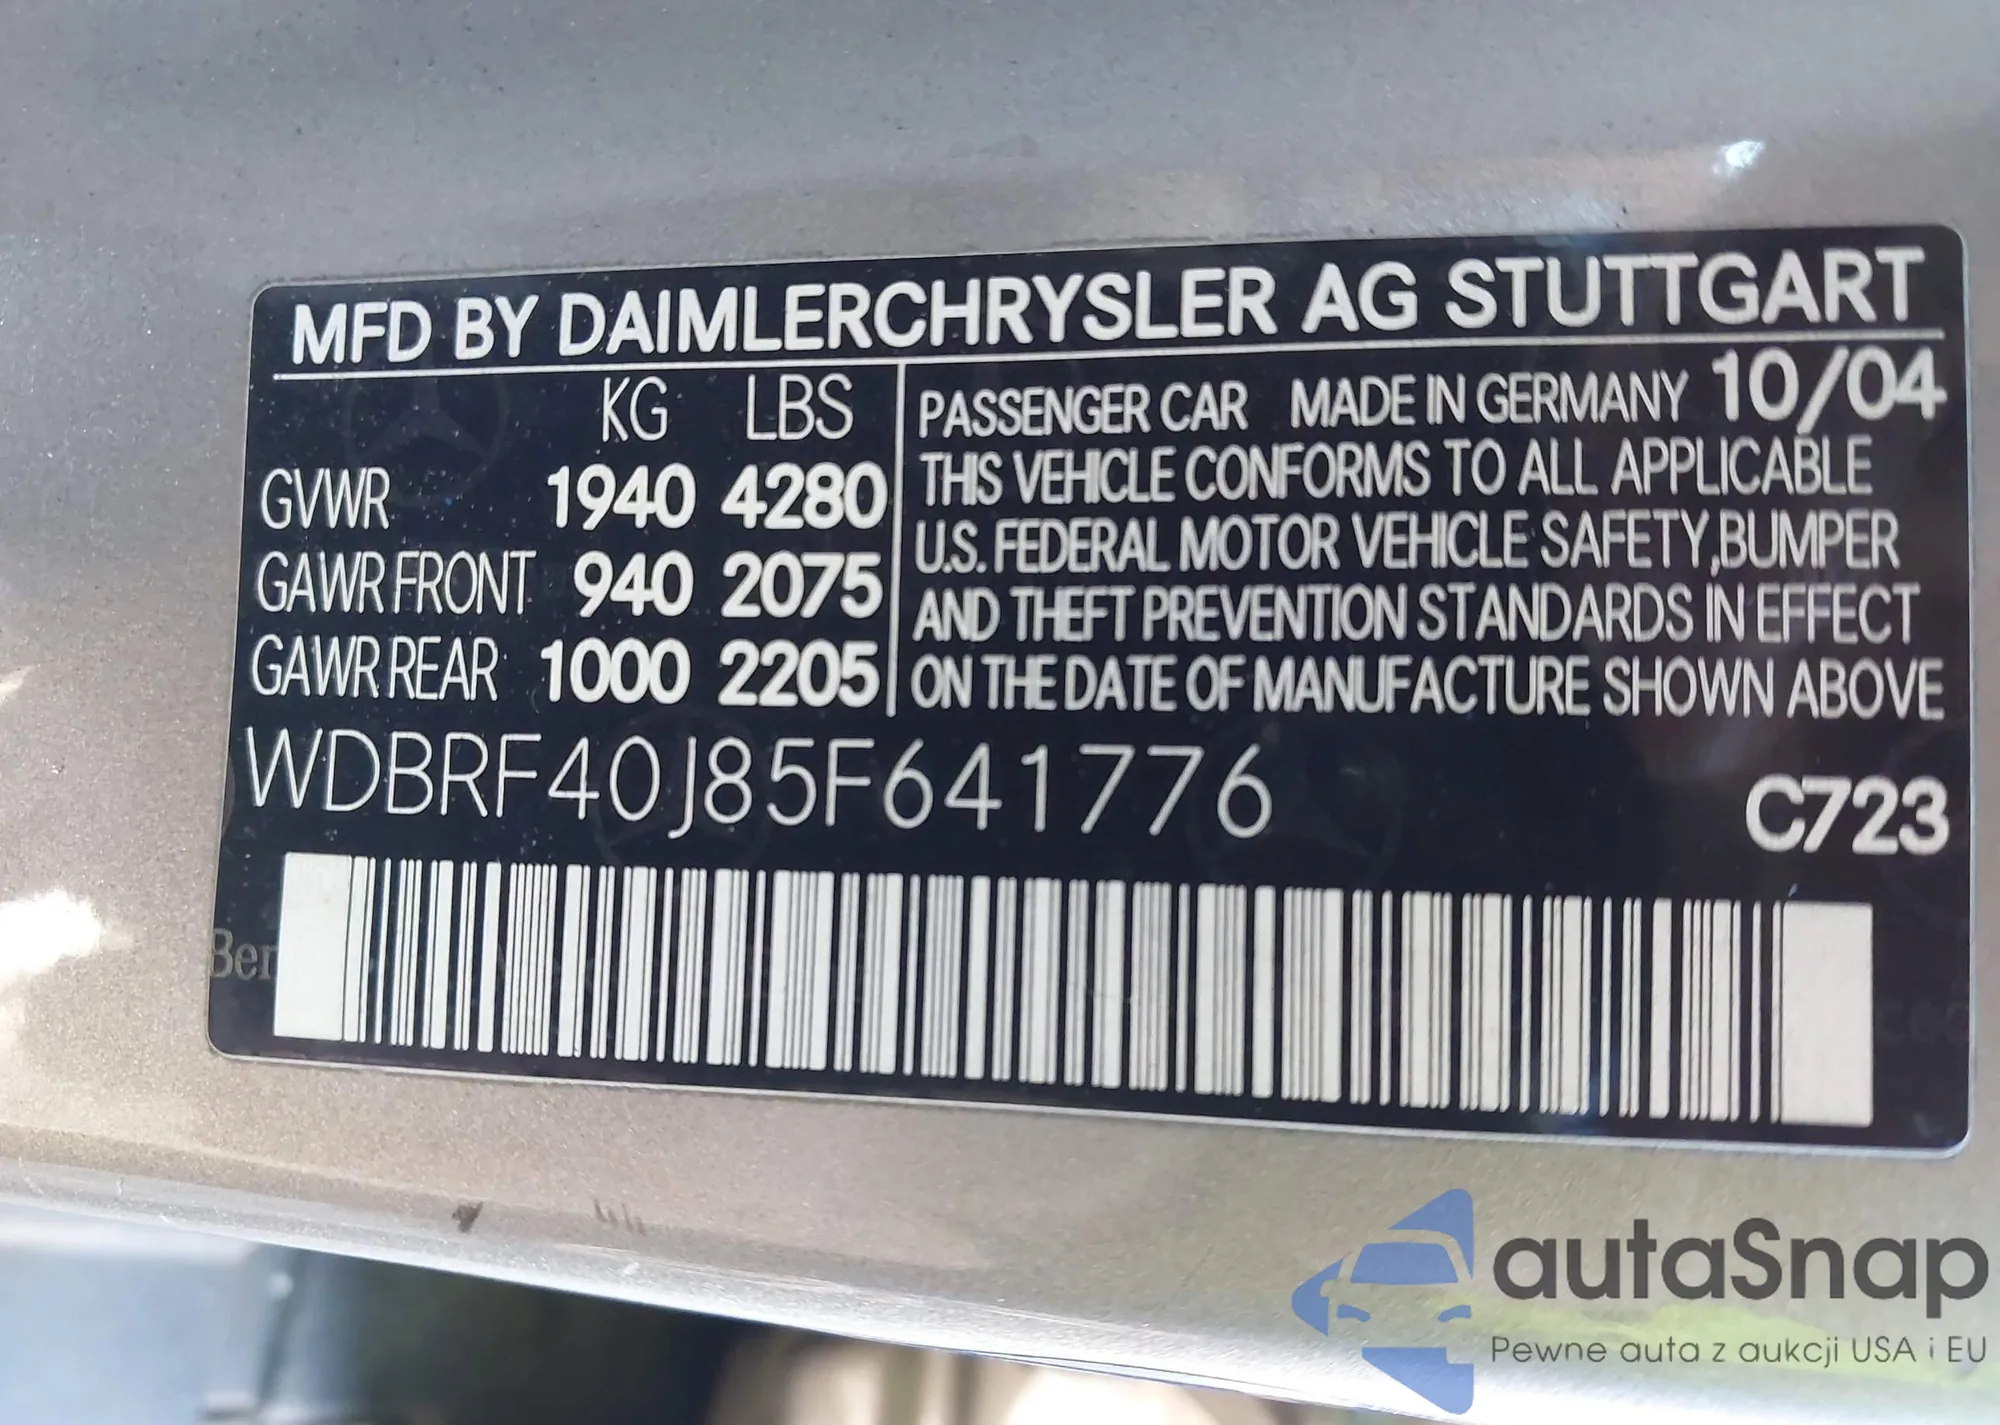 MFD BY DAIMLERCHRYSLER AG STUTTGART
KG LBS
GVWR 1940 4280
GAWR FRONT 940 2075
GAWR REAR 1000 2205
PASSENGER CAR MADE IN GERMANY 10/04
THIS VEHICLE CONFORMS TO ALL APPLICABLE
U.S. FEDERAL MOTOR VEHICLE SAFETY,BUMPER
AND THEFT PREVENTION STANDARDS IN EFFECT
ON THE DATE OF MANUFACTURE SHOWN ABOVE
WDBRF40J85F641776
C723
autaSnap
Pewne auta z aukcji USA i EU